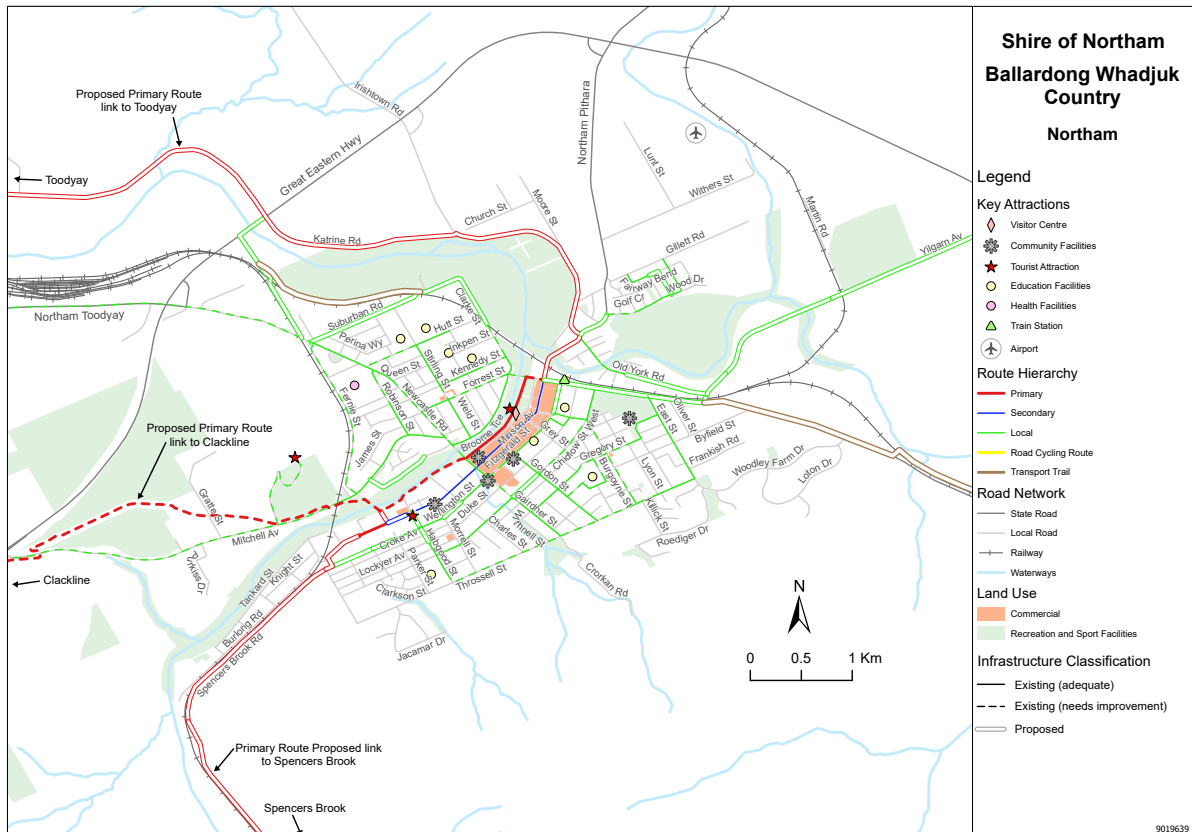 Shire of Northam
Ballardong Whadjuk
Country
Northam
Legend
Key Attractions
Visitor Centre
Community Facilities
Tourist Attraction
Education Facilities
Health Facilities
Train Station
Airport
Route Hierarchy
Primary
Secondary
Local
Road Cycling Route
Transport Trail
Road Network
State Road
Local Road
Railway
Waterways
Land Use
Commercial
Recreation and Sport Facilities
Infrastructure Classification
Existing (adequate)
Existing (needs improvement)
Proposed
9019639
Proposed Primary Route
link to Toodyay
Toodyay
Irishtown Rd
Great Eastern Hwy
Northam Pithara
Lunt St
Withers St
Martin Rd
Church St
Moore St
Katrine Rd
Gillett Rd
Yilgarn Av
Fairway Bend
Wood Dr
Golf Cr
Northam Toodyay
Suburban Rd
Clarke St
Perina Wy
Hutt St
Inkpen St
Kennedy St
Queen St
Stirling St
Forrest St
Old York Rd
Fernie St
Robinson St
Newcastle Rd
Weld St
Broome Tce
Minson Av
Fitzgerald St
Grey St
Chidlow St West
East St
Oliver St
Byfield St
Frankish Rd
James St
Gregory St
Gordon St
Burgoyne St
Lyon St
Woodley Farm Dr
Lofon Dr
Proposed Primary Route
link to Clackline
Gratte St
Wellington St
Duke St
Gairdner St
Killick St
Mitchell Av
Croke Av
Morrell St
Charles St
Roediger Dr
Habgood St
Lockyer Av
Parker St
Throssell St
Clarkson St
Crorkan Rd
Clackline
Tankard St
Knight St
Burlong Rd
Spencers Brook Rd
Jacamar Dr
N
0 0.5 1 Km
Primary Route Proposed link
to Spencers Brook
Spencers Brook